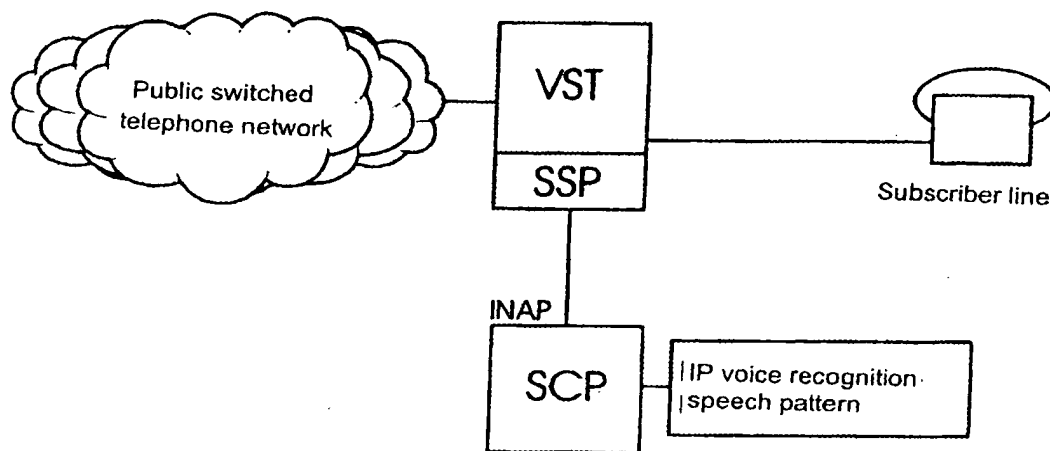 Public switched
telephone network
VST
SSP
Subscriber line
INAP
SCP
IP voice recognition
speech pattern